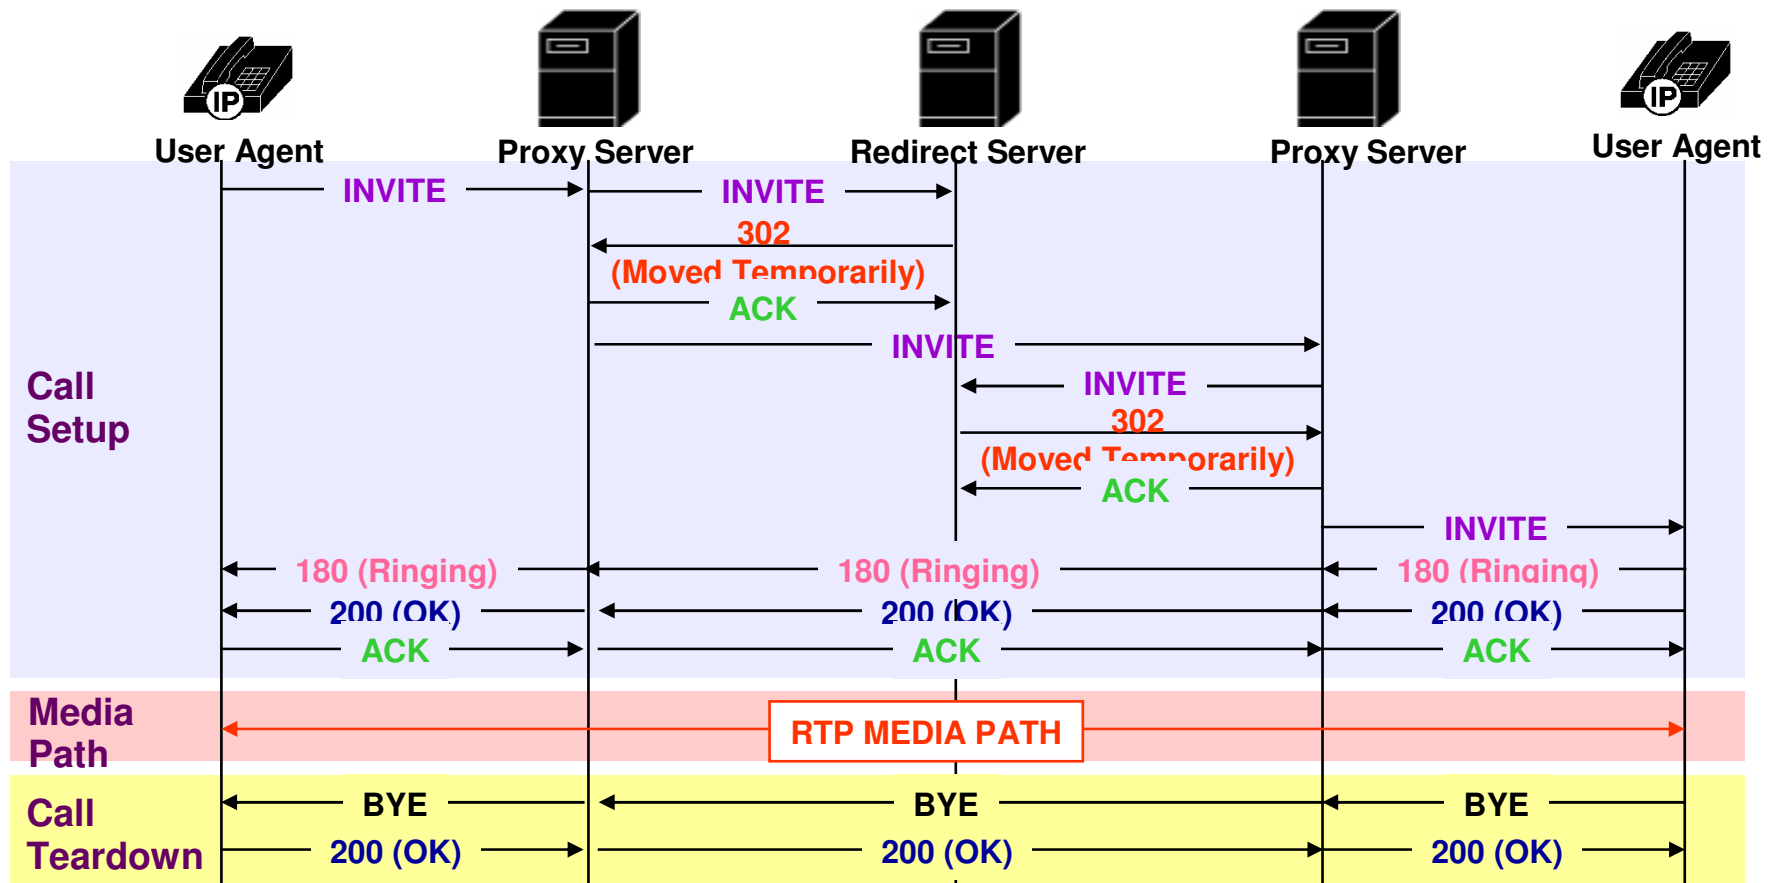 IP
IP
User Agent
Proxy Server
Redirect Server
Proxy Server
User Agent
INVITE
INVITE
302
(Moved Temporarily)
ACK
INVITE
INVITE
302
(Moved Temporarily)
ACK
INVITE
Call
Setup
180 (Ringing)
180 (Ringing)
180 (Ringing)
200 (OK)
200 (OK)
200 (OK)
ACK
ACK
ACK
Media
Path
RTP MEDIA PATH
Call
Teardown
BYE
BYE
BYE
200 (OK)
200 (OK)
200 (OK)